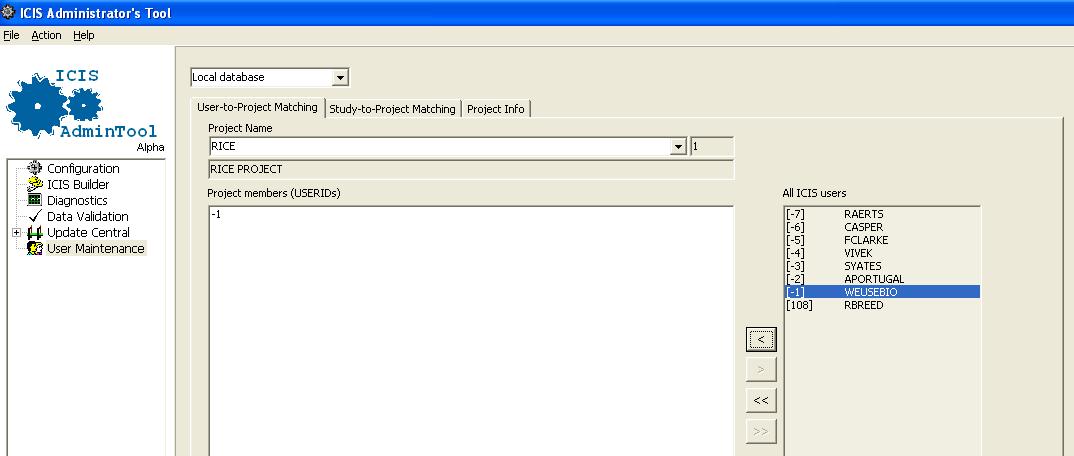 ICIS Administrator's Tool
File Action Help
ICIS
AdminTool
Alpha
Configuration
ICIS Builder
Diagnostics
Data Validation
Update Central
User Maintenance
Local database
User-to-Project Matching Study-to-Project Matching Project Info
Project Name
RICE 1
RICE PROJECT
Project members (USERIDs)
-1
All ICIS users
[-7] RAERTS
[-6] CASPER
[-5] FCLARKE
[-4] VIVEK
[-3] SYATES
[-2] APORTUGAL
[-1] WEUSEBIO
[108] RBREED
<
>
<<
>>